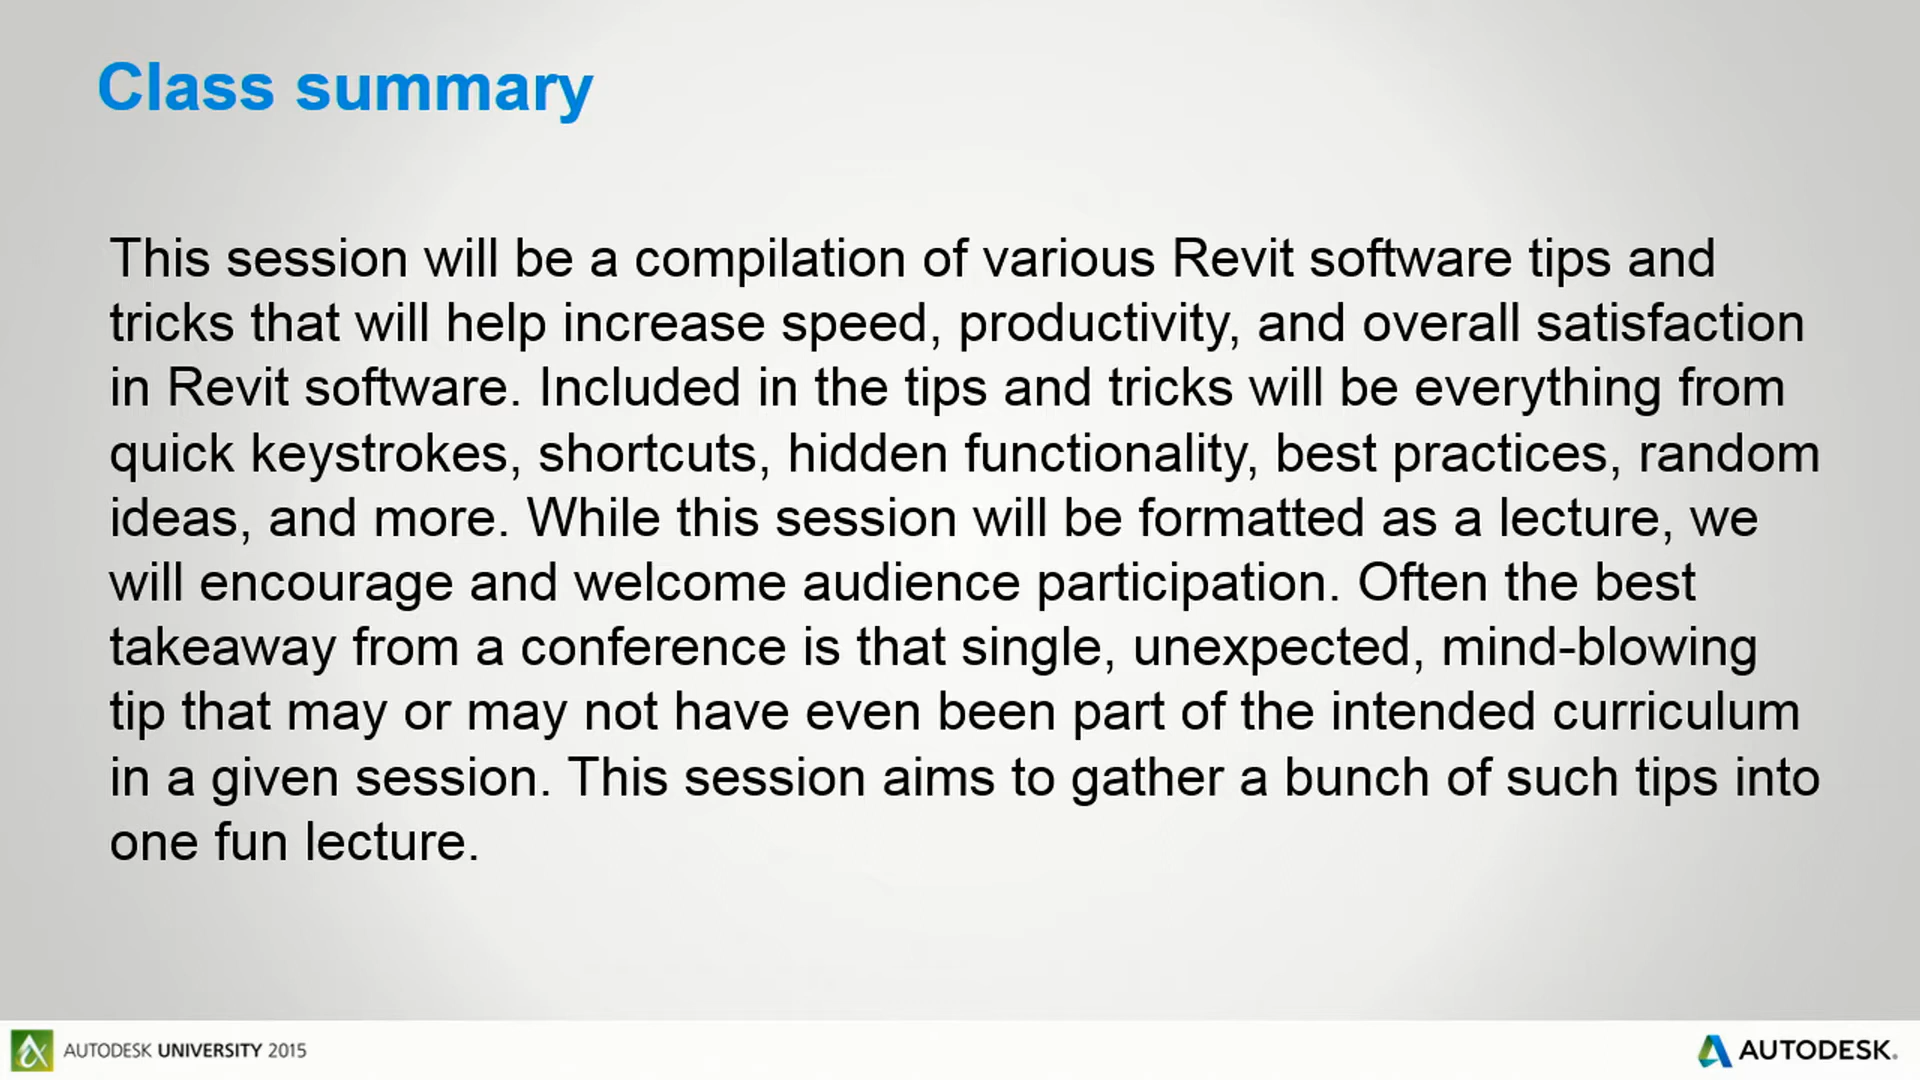 Class summary
This session will be a compilation of various Revit software tips and
tricks that will help increase speed, productivity, and overall satisfaction
in Revit software. Included in the tips and tricks will be everything from
quick keystrokes, shortcuts, hidden functionality, best practices, random
ideas, and more. While this session will be formatted as a lecture, we
will encourage and welcome audience participation. Often the best
takeaway from a conference is that single, unexpected, mind-blowing
tip that may or may not have even been part of the intended curriculum
in a given session. This session aims to gather a bunch of such tips into
one fun lecture.
AUTODESK UNIVERSITY 2015
AUTODESK.